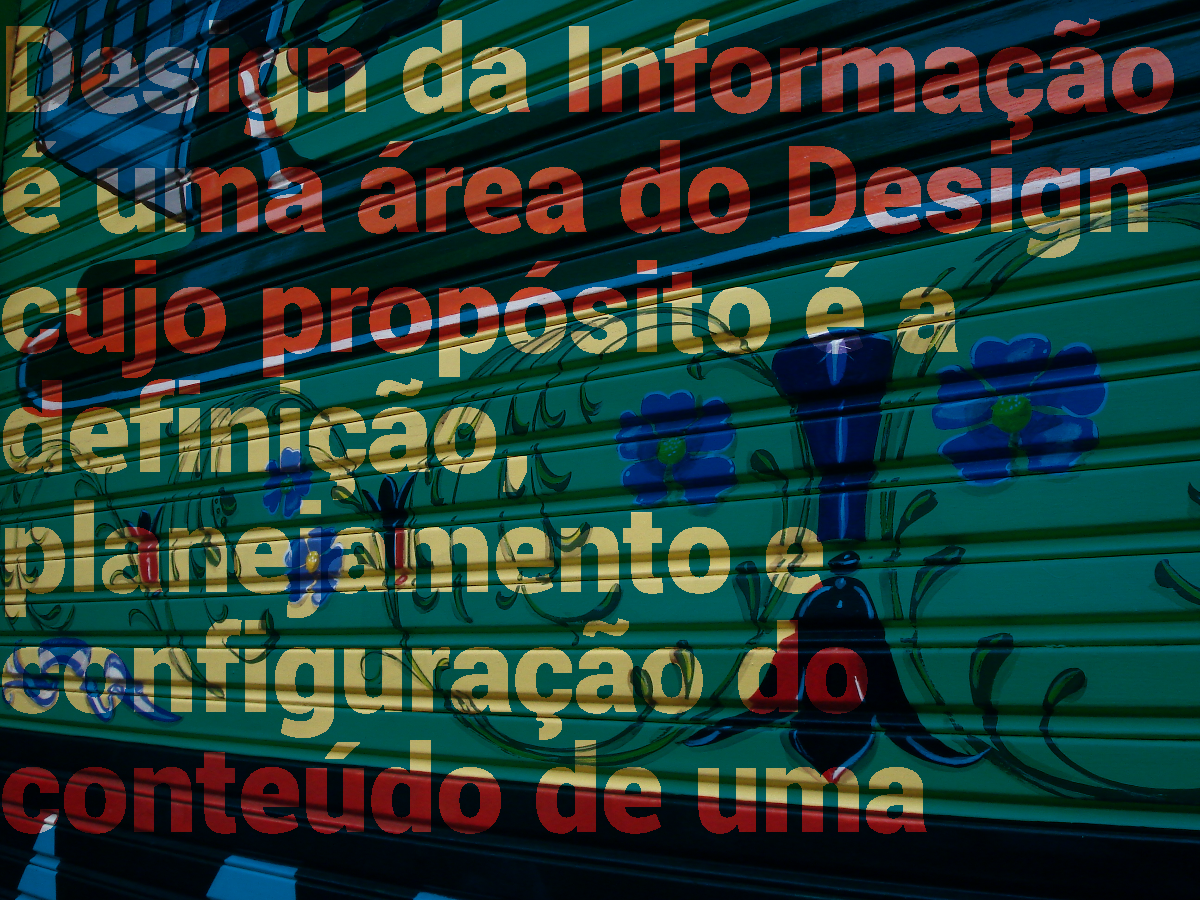 Design da Informação
é uma área do Design
cujo propósito é a
definição,
planejamento e
configuração do
conteúdo de uma